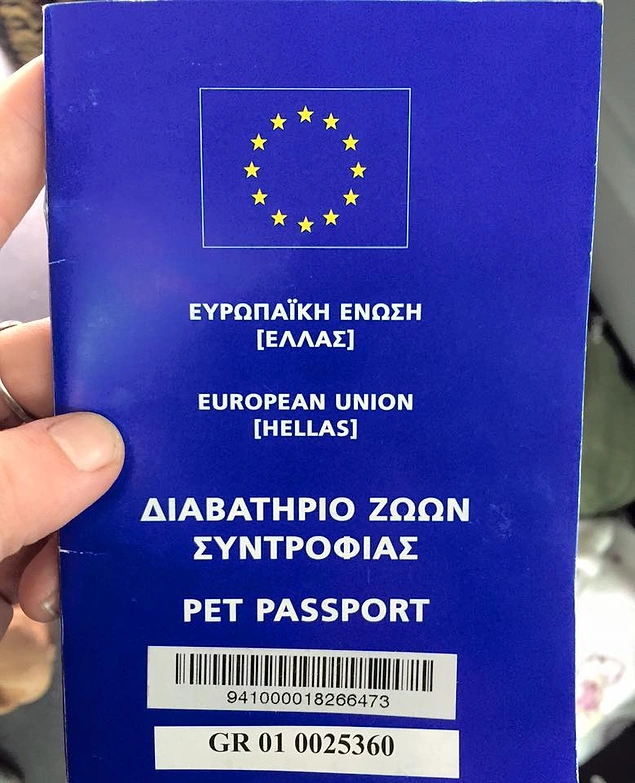 ΕΥΡΩΠΑΪΚΗ ΕΝΩΣΗ
[ΕΛΛΑΣ]
EUROPEAN UNION
[HELLAS]
ΔΙΑΒΑΤΗΡΙΟ ΖΩΩΝ
ΣΥΝΤΡΟΦΙΑΣ
PET PASSPORT
941000018266473
GR 01 0025360